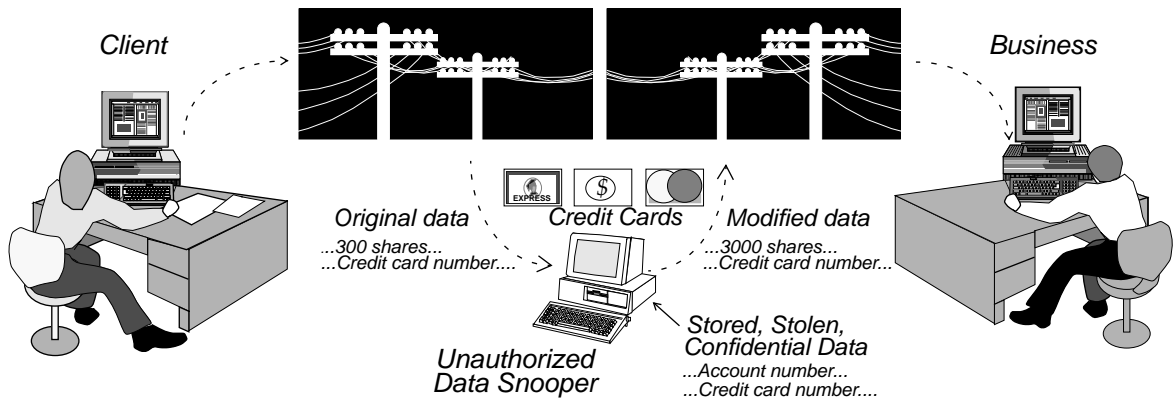 Client
Business
EXPRESS
$
Credit Cards
Original data
...300 shares...
...Credit card number....
Modified data
...3000 shares...
...Credit card number...
Unauthorized
Data Snooper
Stored, Stolen,
Confidential Data
...Account number...
...Credit card number....